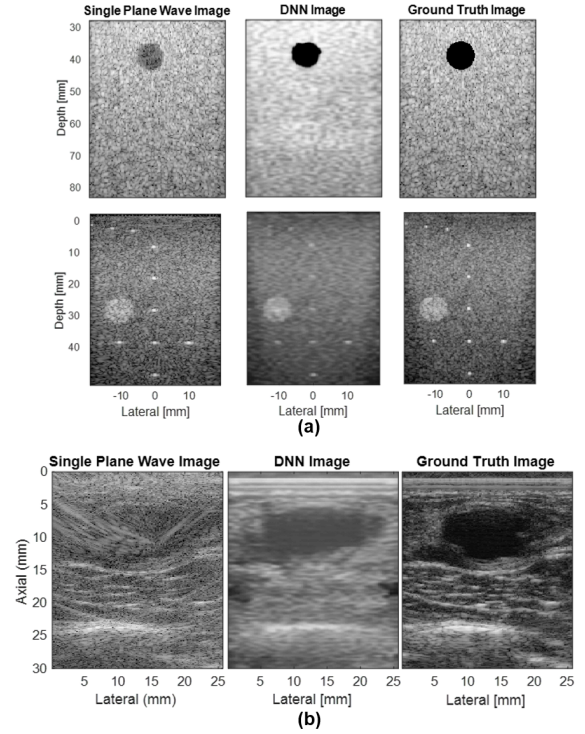 Single Plane Wave Image DNN Image Ground Truth Image
Depth [mm]
30
40
50
60
70
80
Depth [mm]
0
10
20
30
40
-10 0 10 -10 0 10 -10 0 10
Lateral [mm] Lateral [mm] Lateral [mm]
(a)
Single Plane Wave Image DNN Image Ground Truth Image
Axial (mm)
0
5
10
15
20
25
30
5 10 15 20 25 5 10 15 20 25 5 10 15 20 25
Lateral (mm) Lateral [mm] Lateral [mm]
(b)